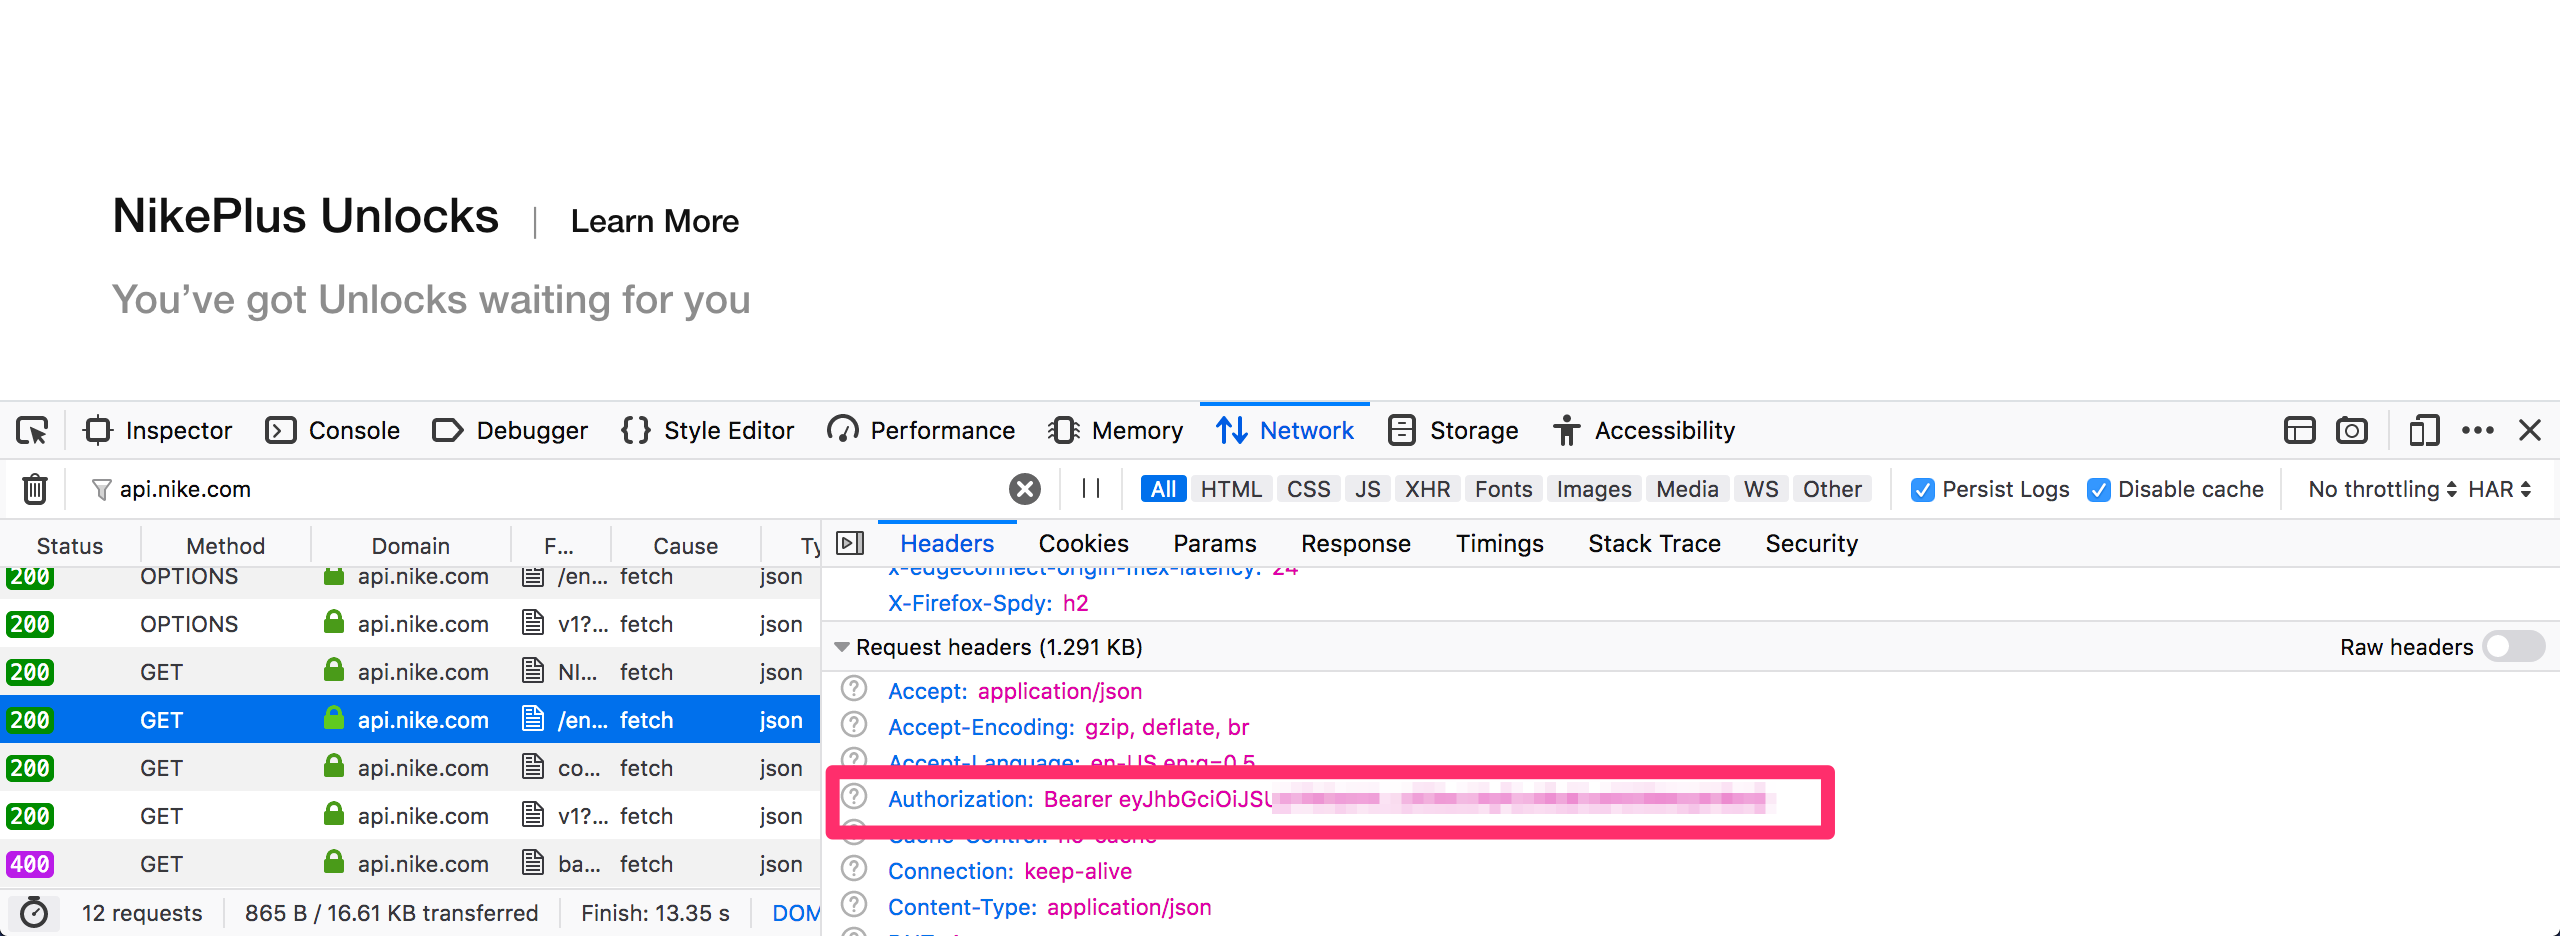 NikePlus Unlocks | Learn More
You've got Unlocks waiting for you
Inspector Console Debugger Style Editor Performance Memory Network Storage Accessibility
api.nike.com All HTML CSS JS XHR Fonts Images Media WS Other Persist Logs Disable cache No throttling HAR
Status Method Domain F... Cause Ty
Headers Cookies Params Response Timings Stack Trace Security
200 OPTIONS api.nike.com /en... fetch json
200 OPTIONS api.nike.com v1?... fetch json
200 GET api.nike.com NI... fetch json
200 GET api.nike.com /en... fetch json
200 GET api.nike.com co... fetch json
200 GET api.nike.com v1?... fetch json
400 GET api.nike.com ba... fetch json
12 requests 865 B / 16.61 KB transferred Finish: 13.35 s DOM
x-edgeconnect-origin-mex-latency: 24
X-Firefox-Spdy: h2
Request headers (1.291 KB) Raw headers
Accept: application/json
Accept-Encoding: gzip, deflate, br
Accept-Language: en-US,en;q=0.5
Authorization: Bearer eyJhbGciOiJSU
Cache-Control: no-cache
Connection: keep-alive
Content-Type: application/json